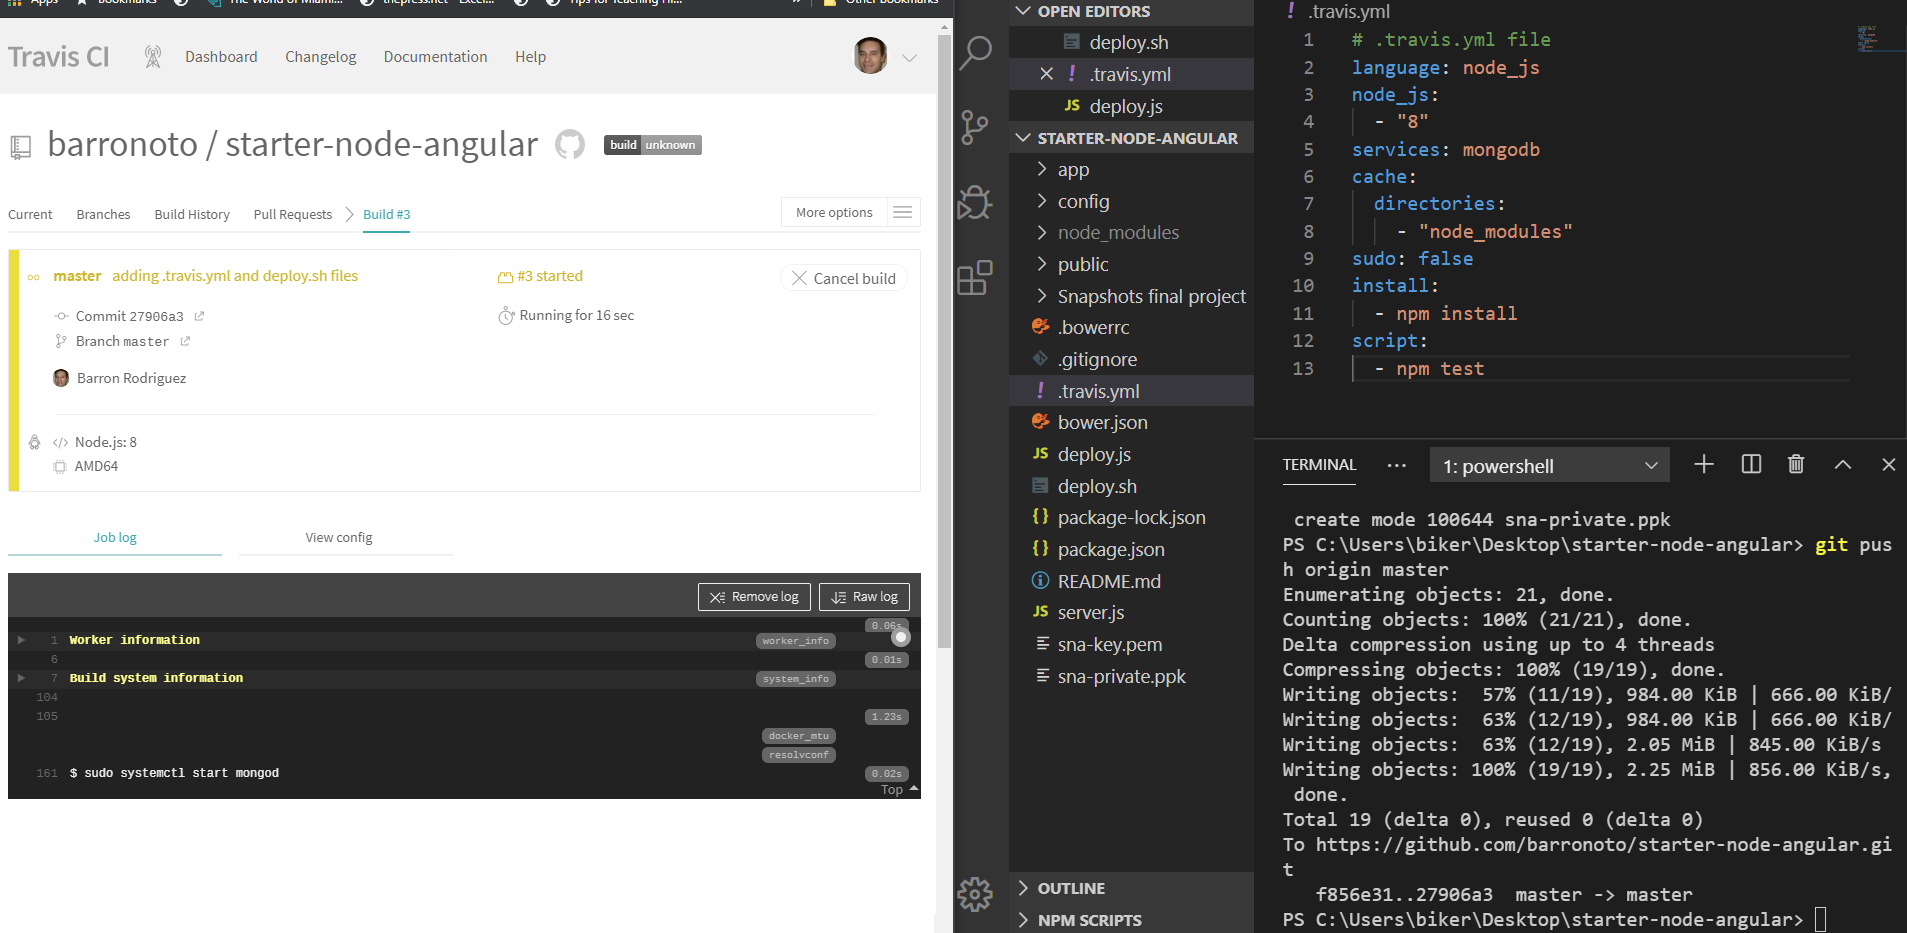 Apps
Bookmarks
The World of Miami...
thepress.net - Excel...
Tips for Teaching Hi...
»
Other bookmarks
Travis CI
Dashboard
Changelog
Documentation
Help
barronoto / starter-node-angular
build unknown
Current
Branches
Build History
Pull Requests
Build #3
More options
master adding .travis.yml and deploy.sh files
#3 started
Cancel build
Commit 27906a3
Running for 16 sec
Branch master
Barron Rodriguez
</> Node.js: 8
AMD64
Job log
View config
Remove log
Raw log
0.06s
1 Worker information worker_info
6 0.01s
7 Build system information system_info
104
105 1.23s
docker_mtu
resolvconf
161 $ sudo systemctl start mongod 0.02s
Top
OPEN EDITORS
deploy.sh
! .travis.yml
JS deploy.js
STARTER-NODE-ANGULAR
app
config
node_modules
public
Snapshots final project
.bowerrc
.gitignore
! .travis.yml
bower.json
JS deploy.js
deploy.sh
{} package-lock.json
{} package.json
README.md
JS server.js
sna-key.pem
sna-private.ppk
OUTLINE
NPM SCRIPTS
! .travis.yml
1 # .travis.yml file
2 language: node_js
3 node_js:
4 - "8"
5 services: mongodb
6 cache:
7 directories:
8 - "node_modules"
9 sudo: false
10 install:
11 - npm install
12 script:
13 - npm test
TERMINAL
...
1: powershell
create mode 100644 sna-private.ppk
PS C:\Users\biker\Desktop\starter-node-angular> git pus
h origin master
Enumerating objects: 21, done.
Counting objects: 100% (21/21), done.
Delta compression using up to 4 threads
Compressing objects: 100% (19/19), done.
Writing objects:  57% (11/19), 984.00 KiB | 666.00 KiB/
Writing objects:  63% (12/19), 984.00 KiB | 666.00 KiB/
Writing objects:  63% (12/19), 2.05 MiB | 845.00 KiB/s
Writing objects: 100% (19/19), 2.25 MiB | 856.00 KiB/s,
done.
Total 19 (delta 0), reused 0 (delta 0)
To https://github.com/barronoto/starter-node-angular.gi
t
f856e31..27906a3  master -> master
PS C:\Users\biker\Desktop\starter-node-angular>